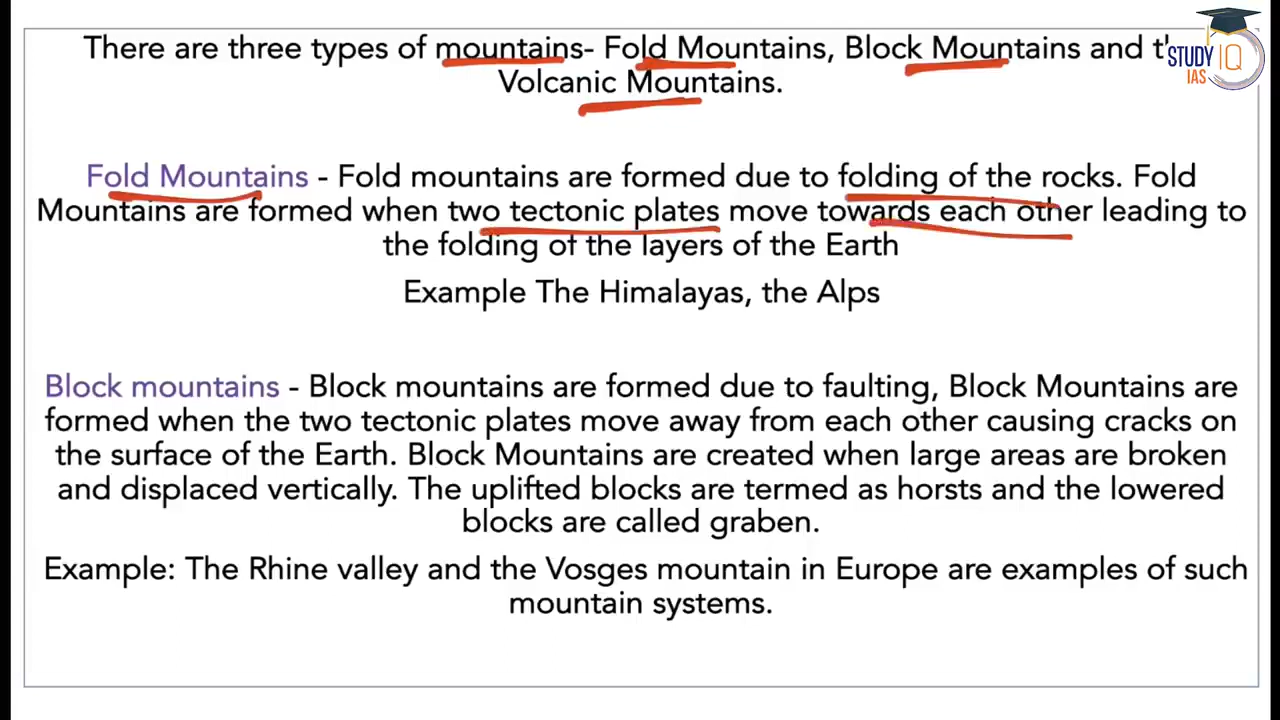 There are three types of mountains- Fold Mountains, Block Mountains and
Volcanic Mountains.
STUDY IQ
IAS
Fold Mountains - Fold mountains are formed due to folding of the rocks. Fold
Mountains are formed when two tectonic plates move towards each other leading to
the folding of the layers of the Earth
Example The Himalayas, the Alps
Block mountains - Block mountains are formed due to faulting, Block Mountains are
formed when the two tectonic plates move away from each other causing cracks on
the surface of the Earth. Block Mountains are created when large areas are broken
and displaced vertically. The uplifted blocks are termed as horsts and the lowered
blocks are called graben.
Example: The Rhine valley and the Vosges mountain in Europe are examples of such
mountain systems.